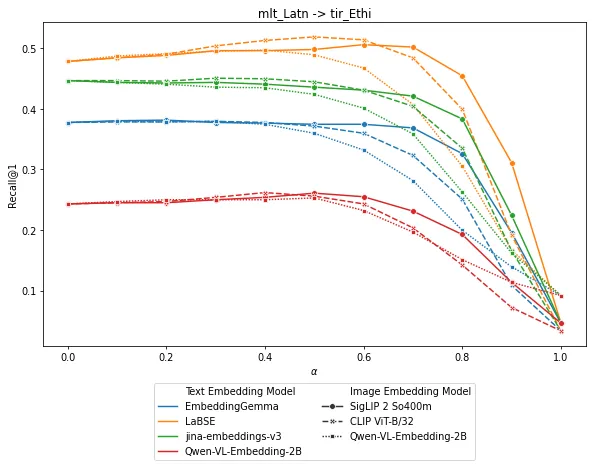 mlt_Latn -> tir_Ethi
Recall@1
0.5
0.4
0.3
0.2
0.1
0.0 0.2 0.4 0.6 0.8 1.0
α
Text Embedding Model Image Embedding Model
EmbeddingGemma SigLIP 2 So400m
LaBSE CLIP ViT-B/32
jina-embeddings-v3 Qwen-VL-Embedding-2B
Qwen-VL-Embedding-2B